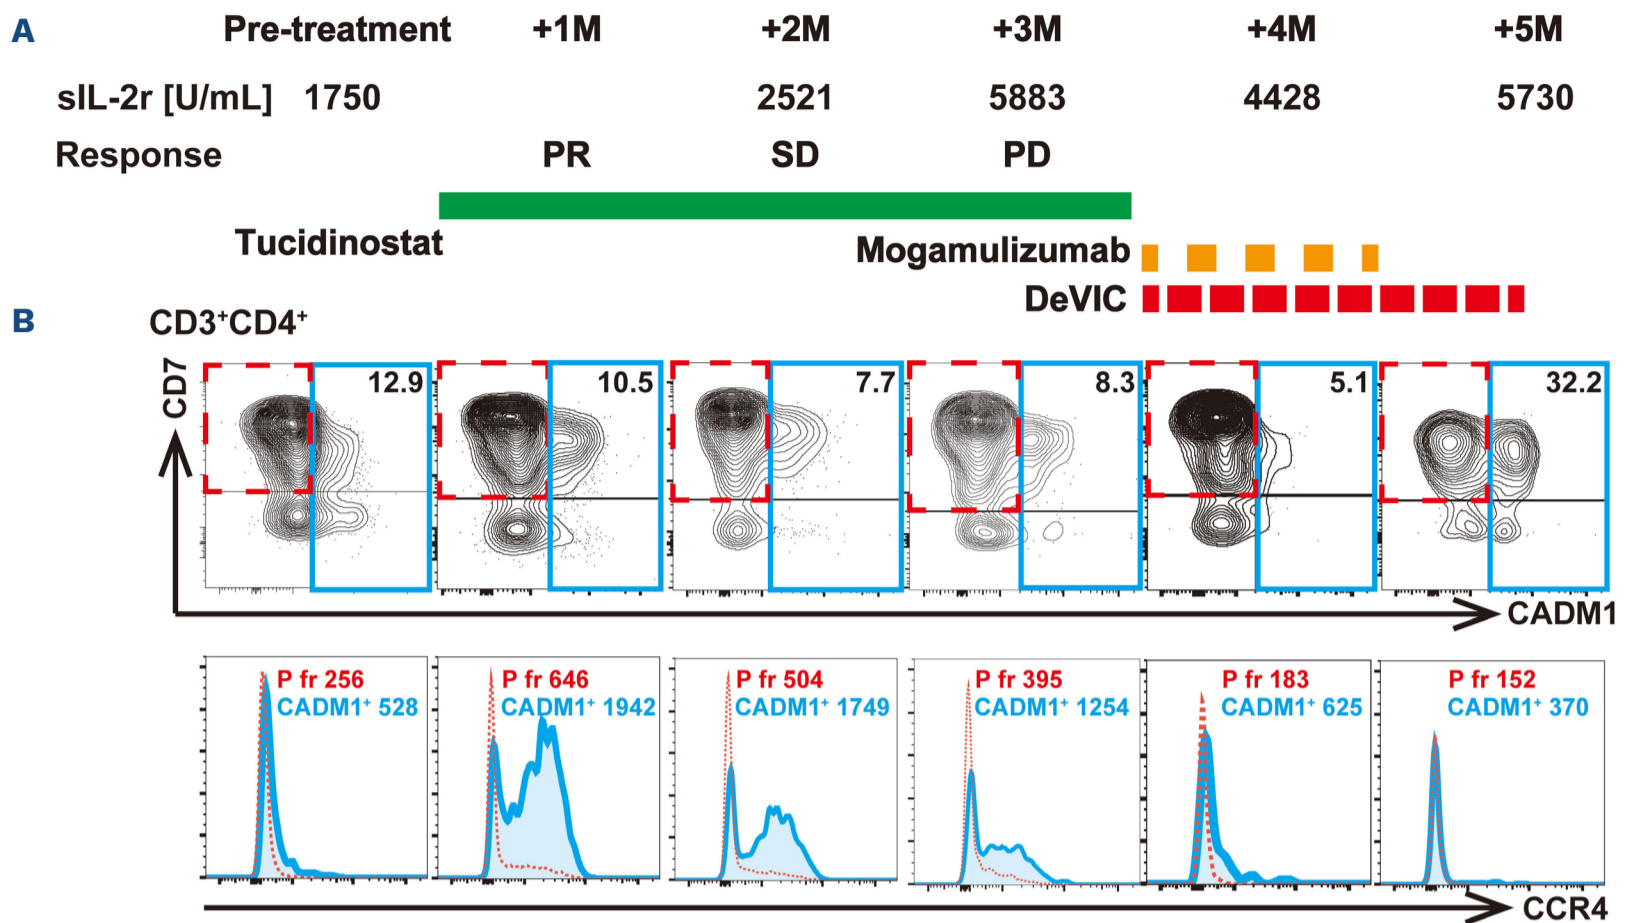 A
Pre-treatment +1M +2M +3M +4M +5M
sIL-2r [U/mL] 1750 2521 5883 4428 5730
Response PR SD PD
Tucidinostat
Mogamulizumab
DeVIC
B
CD3⁺CD4⁺
CD7
12.9 10.5 7.7 8.3 5.1 32.2
CADM1
P fr 256 P fr 646 P fr 504 P fr 395 P fr 183 P fr 152
CADM1⁺ 528 CADM1⁺ 1942 CADM1⁺ 1749 CADM1⁺ 1254 CADM1⁺ 625 CADM1⁺ 370
CCR4